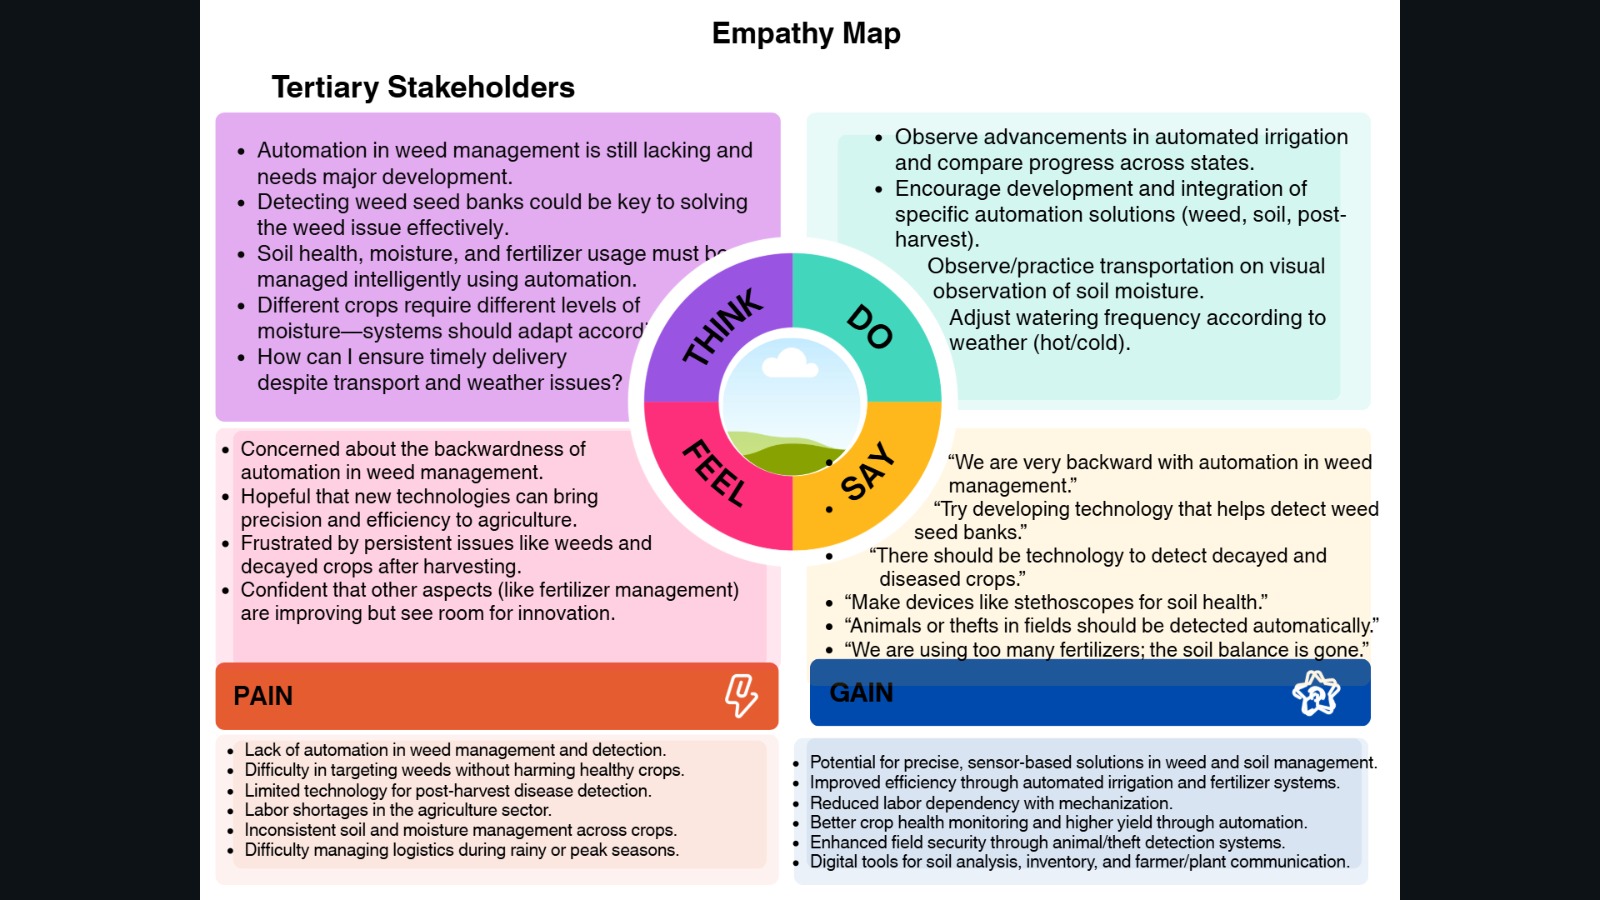 Empathy Map
Tertiary Stakeholders
• Automation in weed management is still lacking and
needs major development.
• Detecting weed seed banks could be key to solving
the weed issue effectively.
• Soil health, moisture, and fertilizer usage must be
managed intelligently using automation.
• Different crops require different levels of
moisture—systems should adapt
• How can I ensure timely delivery
despite transport and weather issues?
• Observe advancements in automated irrigation
and compare progress across states.
• Encourage development and integration of
specific automation solutions (weed, soil, post-
harvest).
Observe/practice transportation on visual
observation of soil moisture.
Adjust watering frequency according to
weather (hot/cold).
THINK
DO
FEEL
SAY
• Concerned about the backwardness of
automation in weed management.
• Hopeful that new technologies can bring
precision and efficiency to agriculture.
• Frustrated by persistent issues like weeds and
decayed crops after harvesting.
• Confident that other aspects (like fertilizer management)
are improving but see room for innovation.
• “We are very backward with automation in weed
management.”
• “Try developing technology that helps detect weed
seed banks.”
• “There should be technology to detect decayed and
diseased crops.”
• “Make devices like stethoscopes for soil health.”
• “Animals or thefts in fields should be detected automatically.”
• “We are using too many fertilizers; the soil balance is gone.”
PAIN
• Lack of automation in weed management and detection.
• Difficulty in targeting weeds without harming healthy crops.
• Limited technology for post-harvest disease detection.
• Labor shortages in the agriculture sector.
• Inconsistent soil and moisture management across crops.
• Difficulty managing logistics during rainy or peak seasons.
GAIN
• Potential for precise, sensor-based solutions in weed and soil management.
• Improved efficiency through automated irrigation and fertilizer systems.
• Reduced labor dependency with mechanization.
• Better crop health monitoring and higher yield through automation.
• Enhanced field security through animal/theft detection systems.
• Digital tools for soil analysis, inventory, and farmer/plant communication.